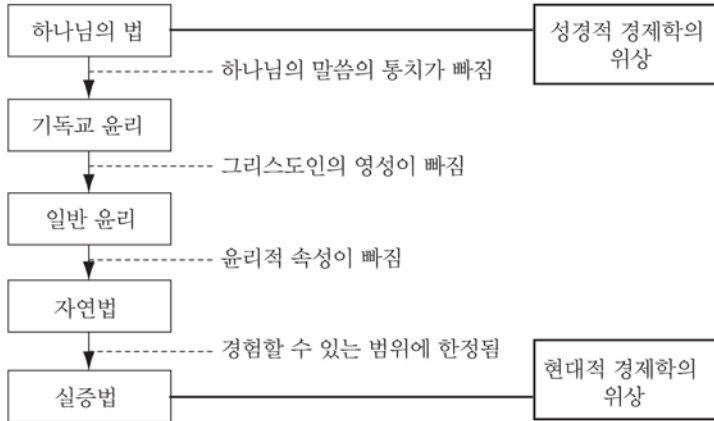 하나님의 법
성경적 경제학의
위상
하나님의 말씀의 통치가 빠짐
기독교 윤리
그리스도인의 영성이 빠짐
일반 윤리
윤리적 속성이 빠짐
자연법
경험할 수 있는 범위에 한정됨
실증법
현대적 경제학의
위상